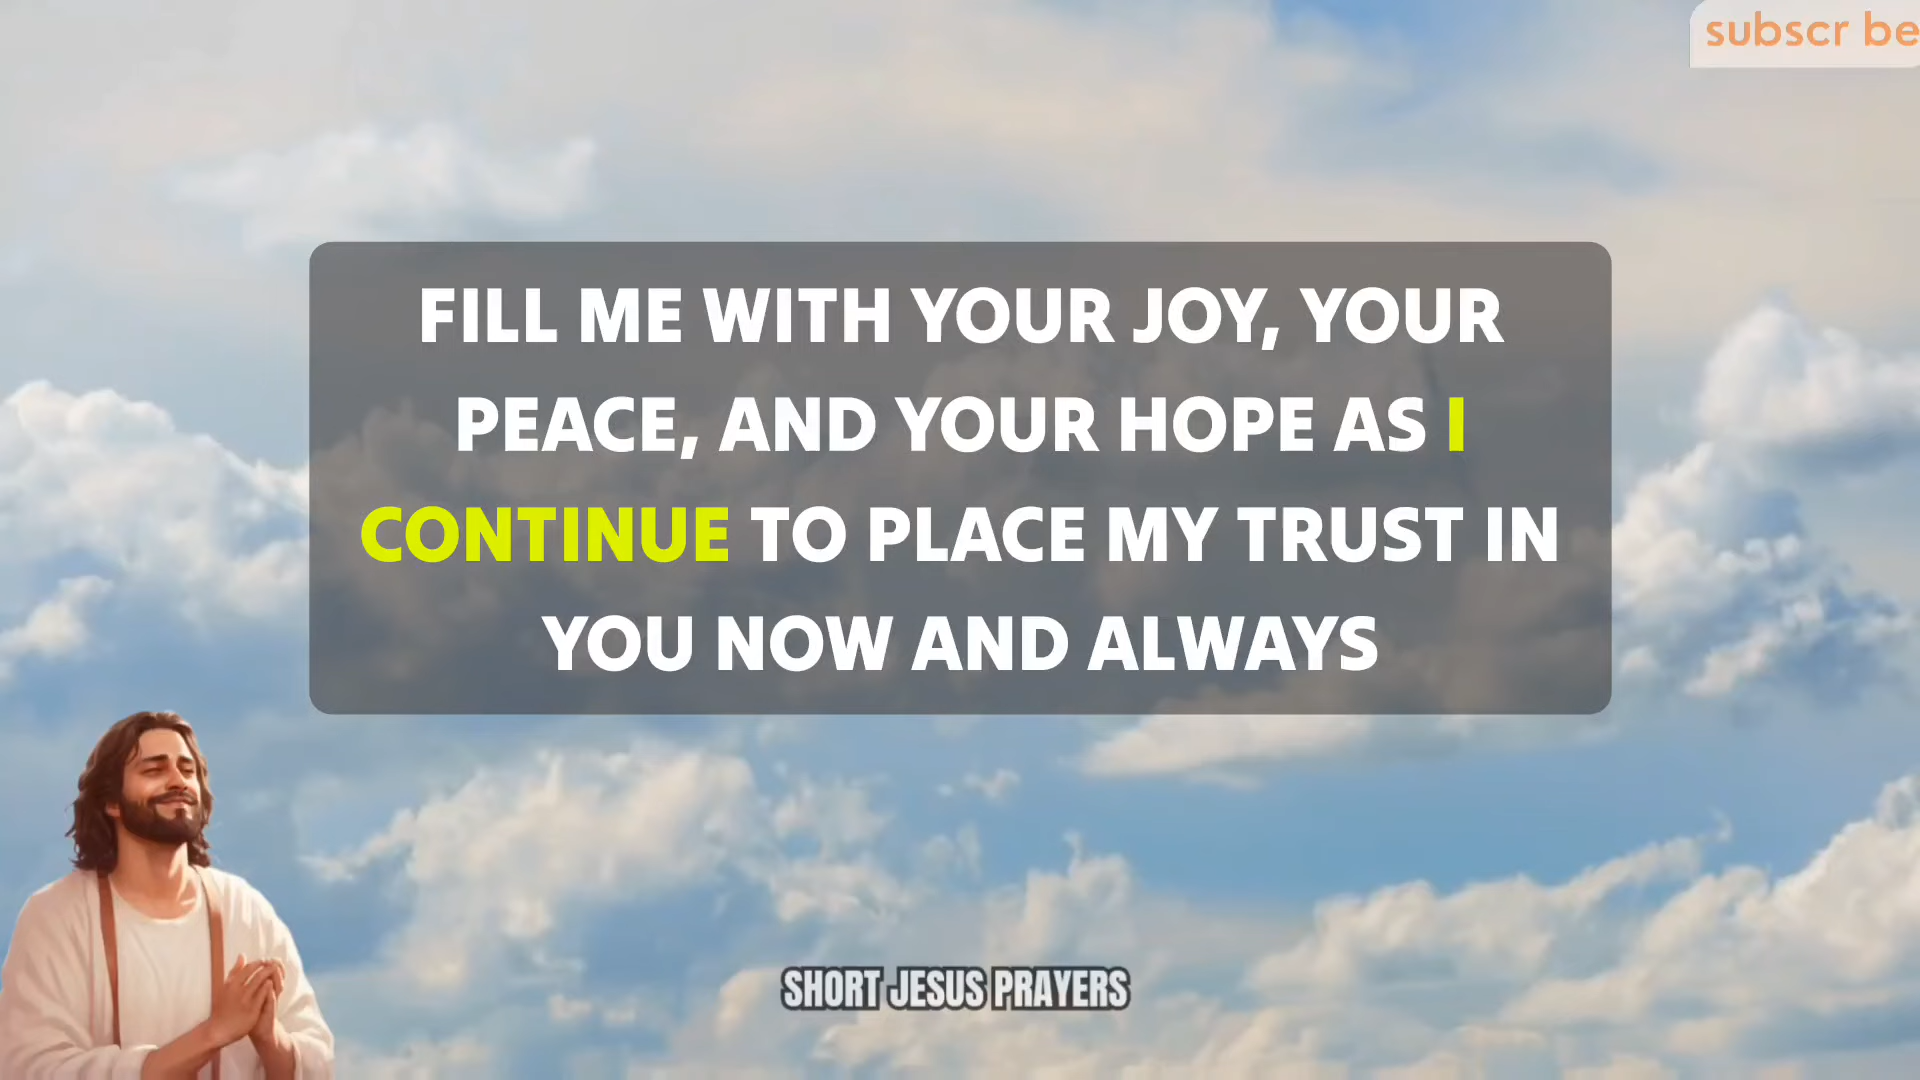 subscr be
FILL ME WITH YOUR JOY, YOUR
PEACE, AND YOUR HOPE AS I
CONTINUE TO PLACE MY TRUST IN
YOU NOW AND ALWAYS
SHORT JESUS PRAYERS